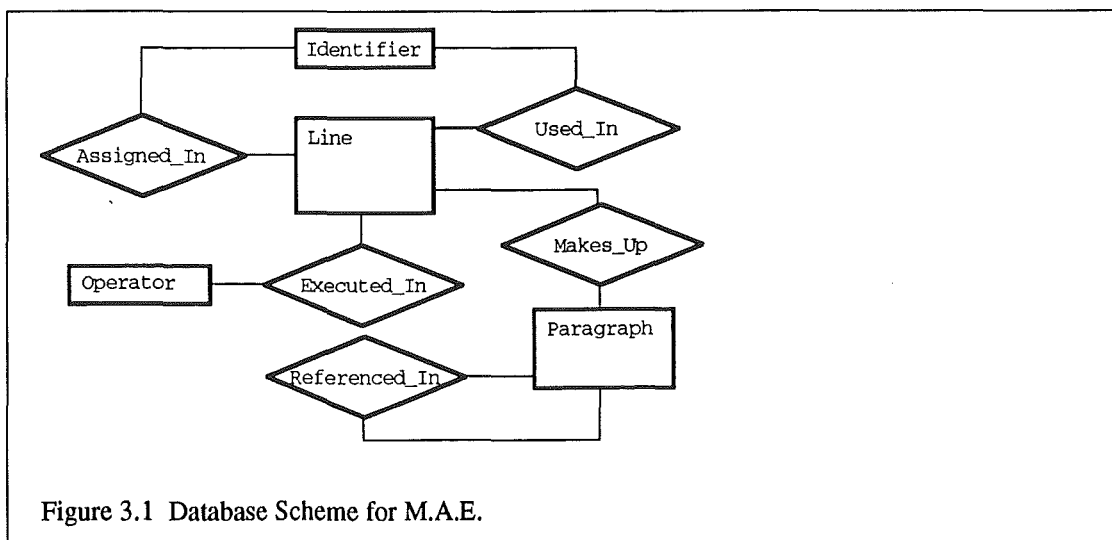 Identifier
Used_In
Line
Assigned_In
Makes_Up
Operator
Executed_In
Paragraph
Referenced_In
Figure 3.1 Database Scheme for M.A.E.